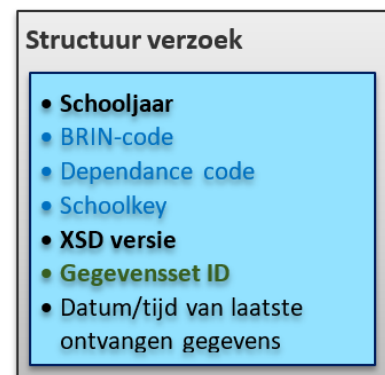 Structuur verzoek
• Schooljaar
• BRIN-code
• Dependance code
• Schoolkey
• XSD versie
• Gegevensset ID
• Datum/tijd van laatste
ontvangen gegevens